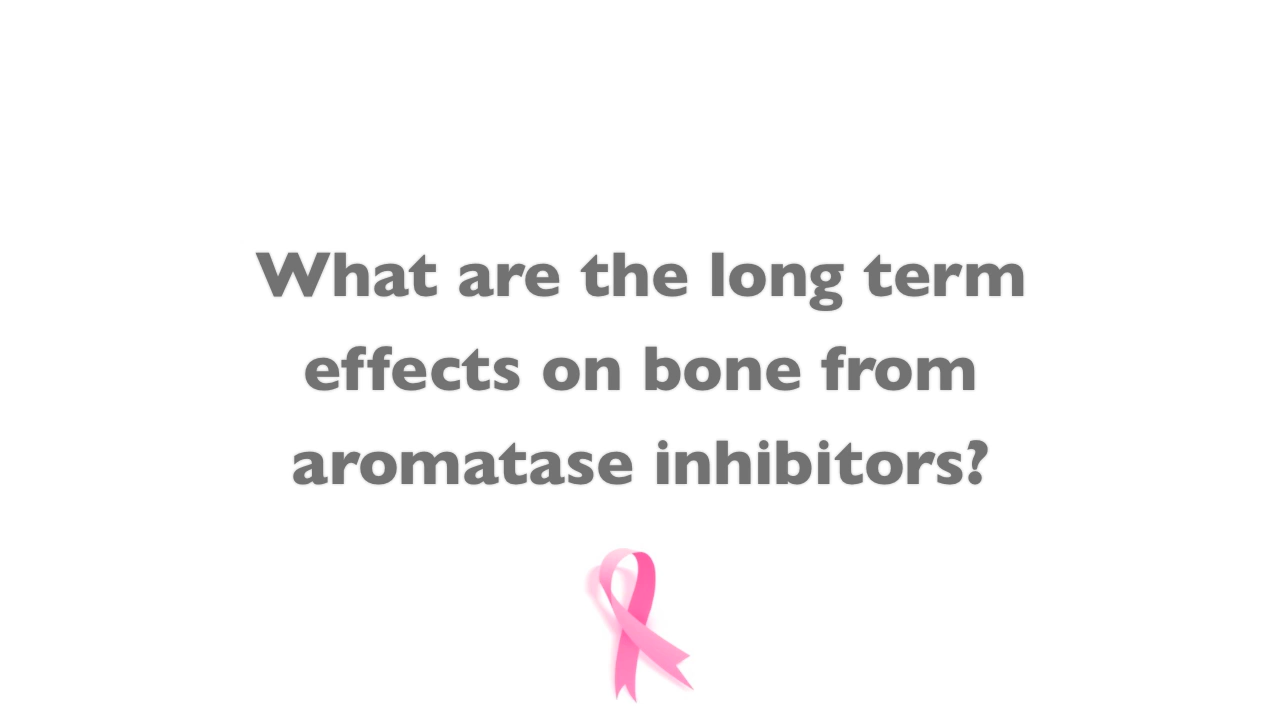 What are the long term
effects on bone from
aromatase inhibitors?